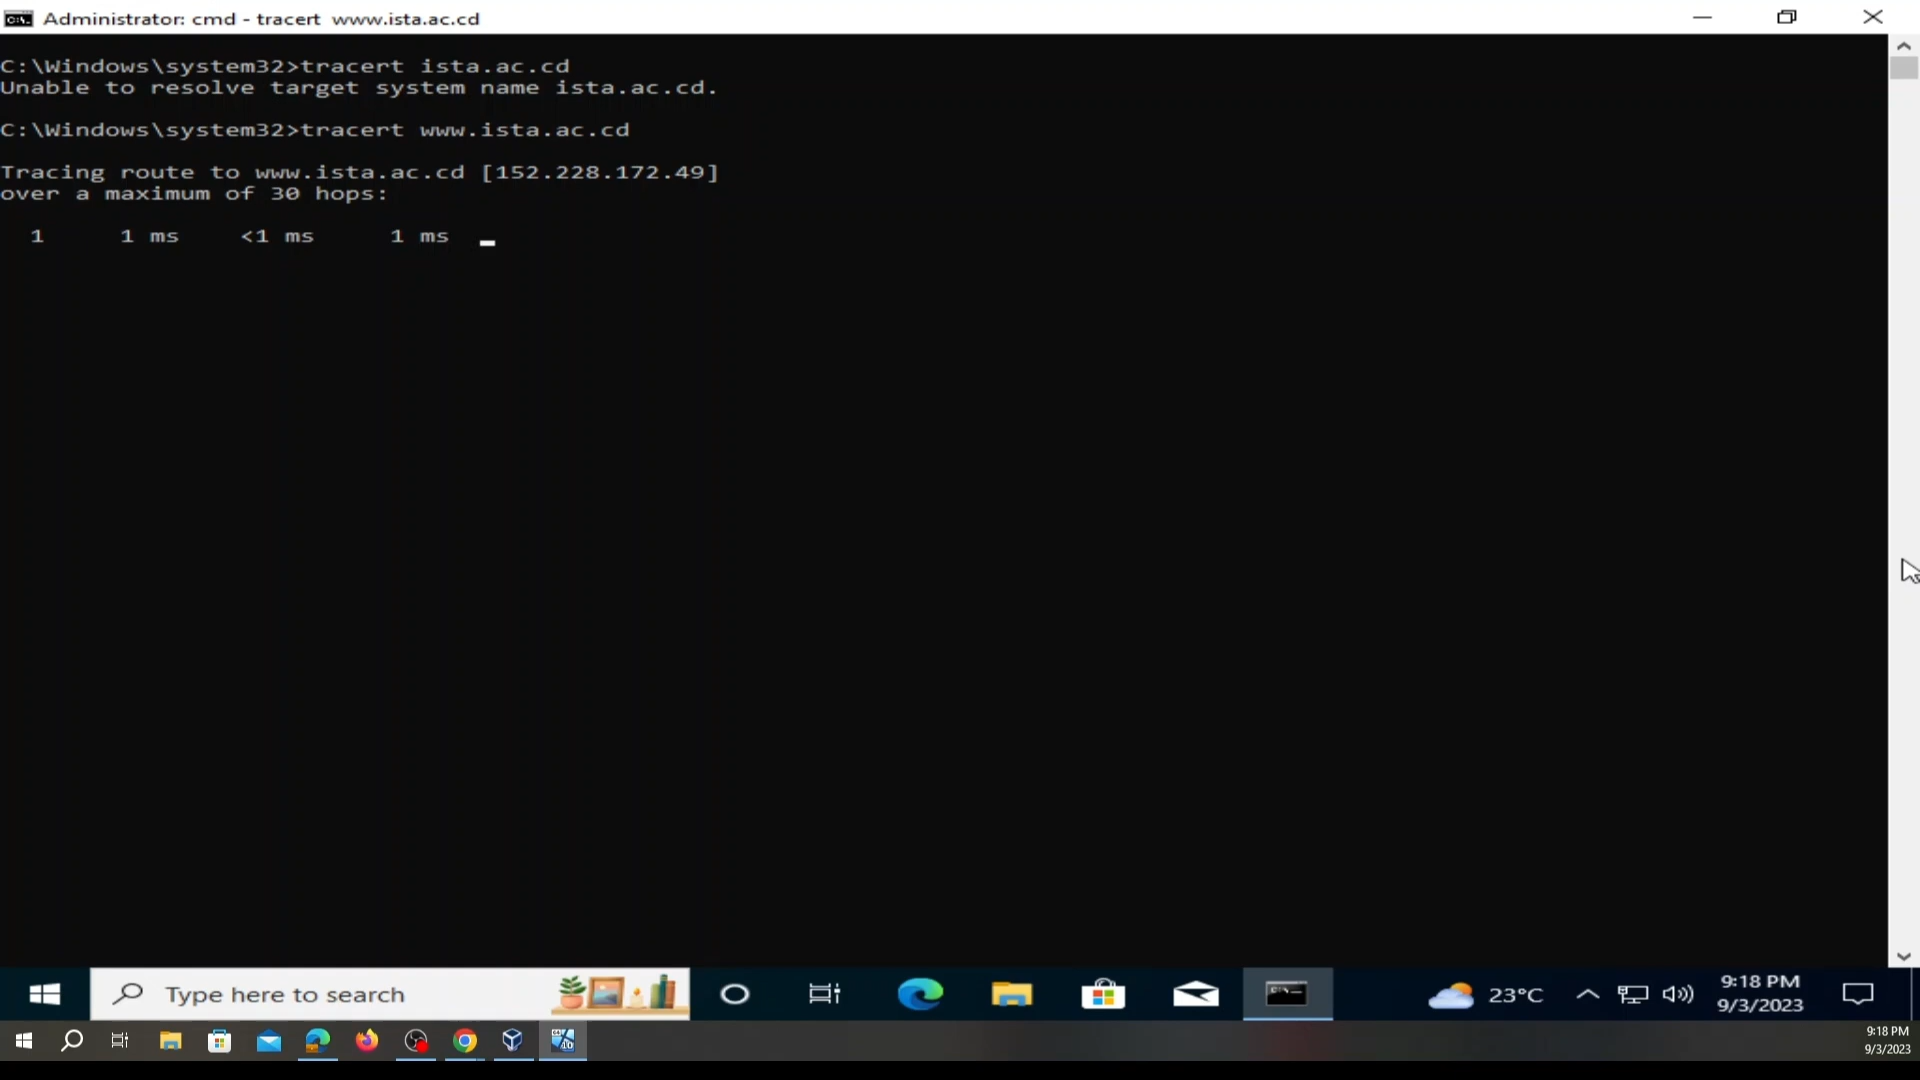 Administrator: cmd - tracert www.ista.ac.cd
C:\Windows\system32>tracert ista.ac.cd
Unable to resolve target system name ista.ac.cd.
C:\Windows\system32>tracert www.ista.ac.cd
Tracing route to www.ista.ac.cd [152.228.172.49]
over a maximum of 30 hops:
1 1 ms <1 ms 1 ms
Type here to search
23°C
9:18 PM
9/3/2023
9:18 PM
9/3/2023